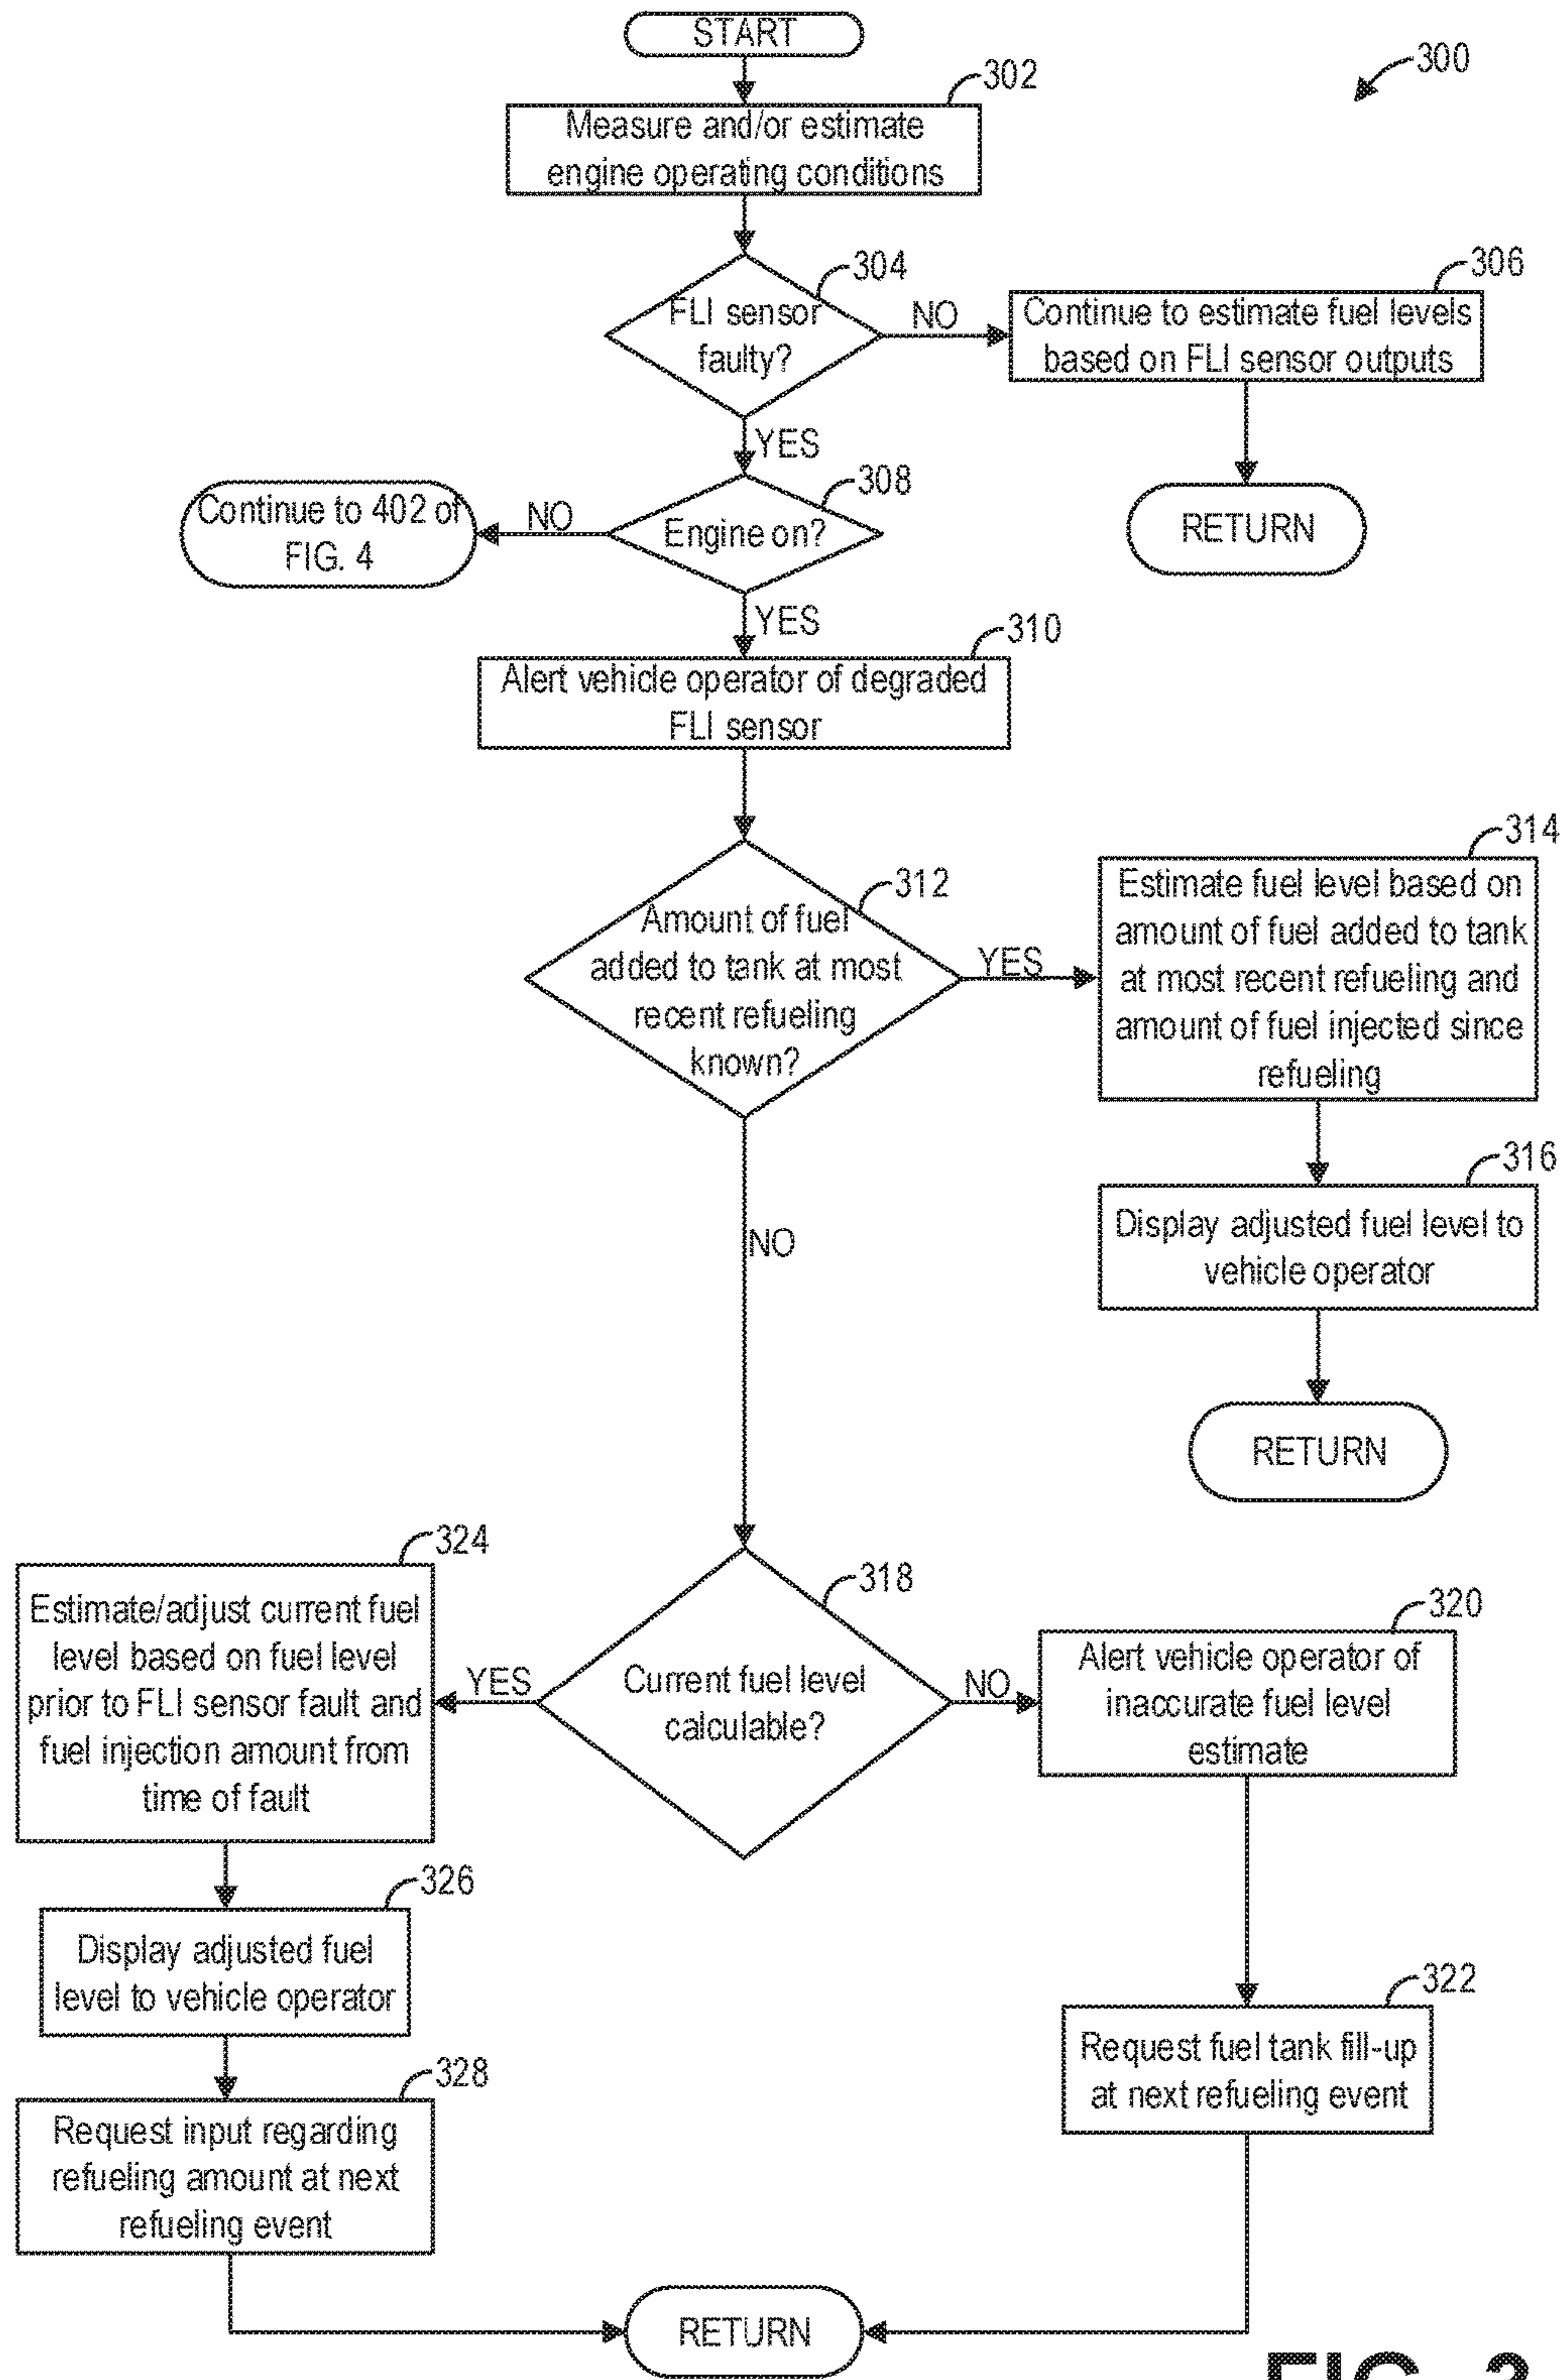 START
300
302
Measure and/or estimate
engine operating conditions
304
FLI sensor
faulty?
NO
306
Continue to estimate fuel levels
based on FLI sensor outputs
YES
RETURN
308
Engine on?
NO
Continue to 402 of
FIG. 4
YES
310
Alert vehicle operator of degraded
FLI sensor
312
Amount of fuel
added to tank at most
recent refueling
known?
YES
314
Estimate fuel level based on
amount of fuel added to tank
at most recent refueling and
amount of fuel injected since
refueling
316
Display adjusted fuel level to
vehicle operator
RETURN
NO
318
Current fuel level
calculable?
YES
324
Estimate/adjust current fuel
level based on fuel level
prior to FLI sensor fault and
fuel injection amount from
time of fault
NO
320
Alert vehicle operator of
inaccurate fuel level
estimate
326
Display adjusted fuel
level to vehicle operator
322
Request fuel tank fill-up
at next refueling event
328
Request input regarding
refueling amount at next
refueling event
RETURN
FIG. 3